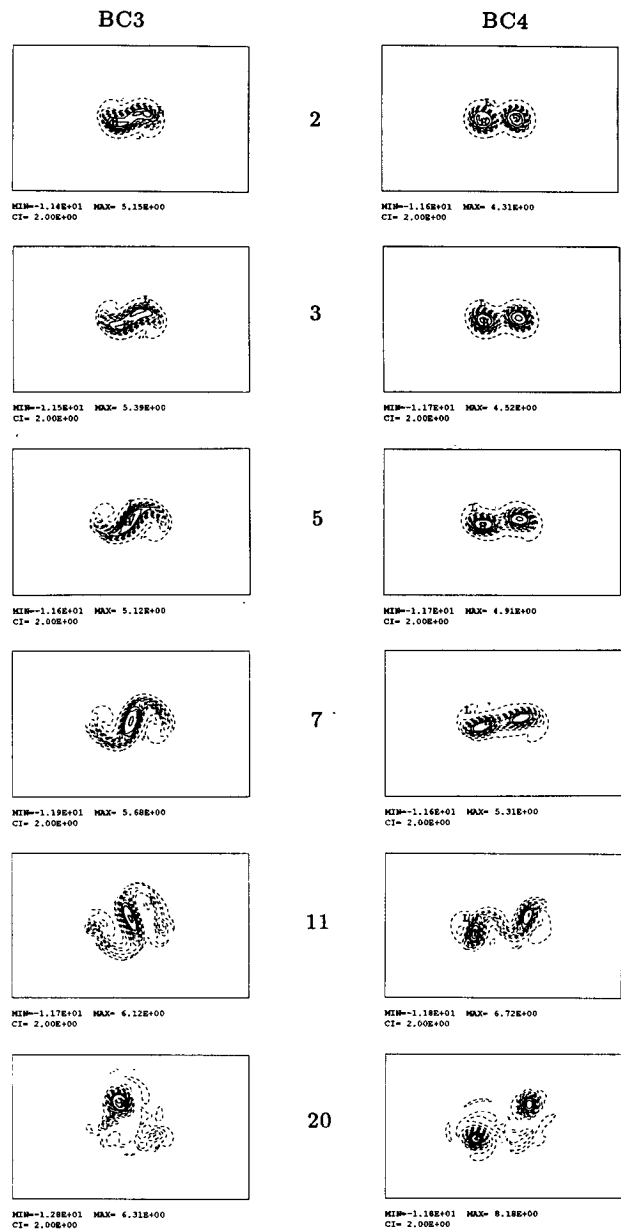 BC3 BC4
2
MIN=-1.14E+01 MAX= 5.15E+00 MIN=-1.16E+01 MAX= 4.31E+00
CI= 2.00E+00 CI= 2.00E+00
3
MIN=-1.15E+01 MAX= 5.39E+00 MIN=-1.17E+01 MAX= 4.52E+00
CI= 2.00E+00 CI= 2.00E+00
5
MIN=-1.16E+01 MAX= 5.12E+00 MIN=-1.17E+01 MAX= 4.91E+00
CI= 2.00E+00 CI= 2.00E+00
7
MIN=-1.19E+01 MAX= 5.68E+00 MIN=-1.16E+01 MAX= 5.31E+00
CI= 2.00E+00 CI= 2.00E+00
11
MIN=-1.17E+01 MAX= 6.12E+00 MIN=-1.18E+01 MAX= 6.72E+00
CI= 2.00E+00 CI= 2.00E+00
20
MIN=-1.28E+01 MAX= 6.31E+00 MIN=-1.18E+01 MAX= 8.18E+00
CI= 2.00E+00 CI= 2.00E+00